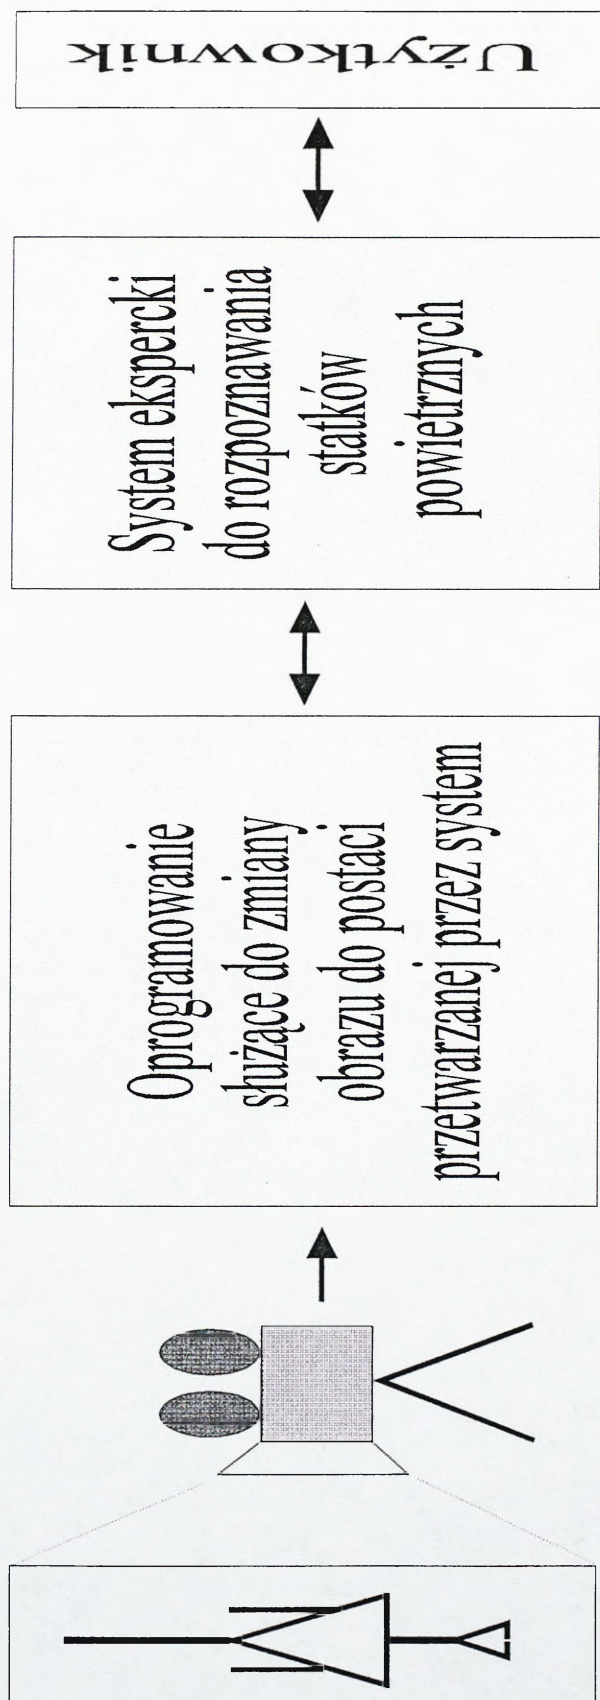 Oprogramowanie
służące do zmiany
obrazu do postaci
przetwarzanej przez system
System ekspercki
do rozpoznawania
statków
powietrznych
Użytkownik